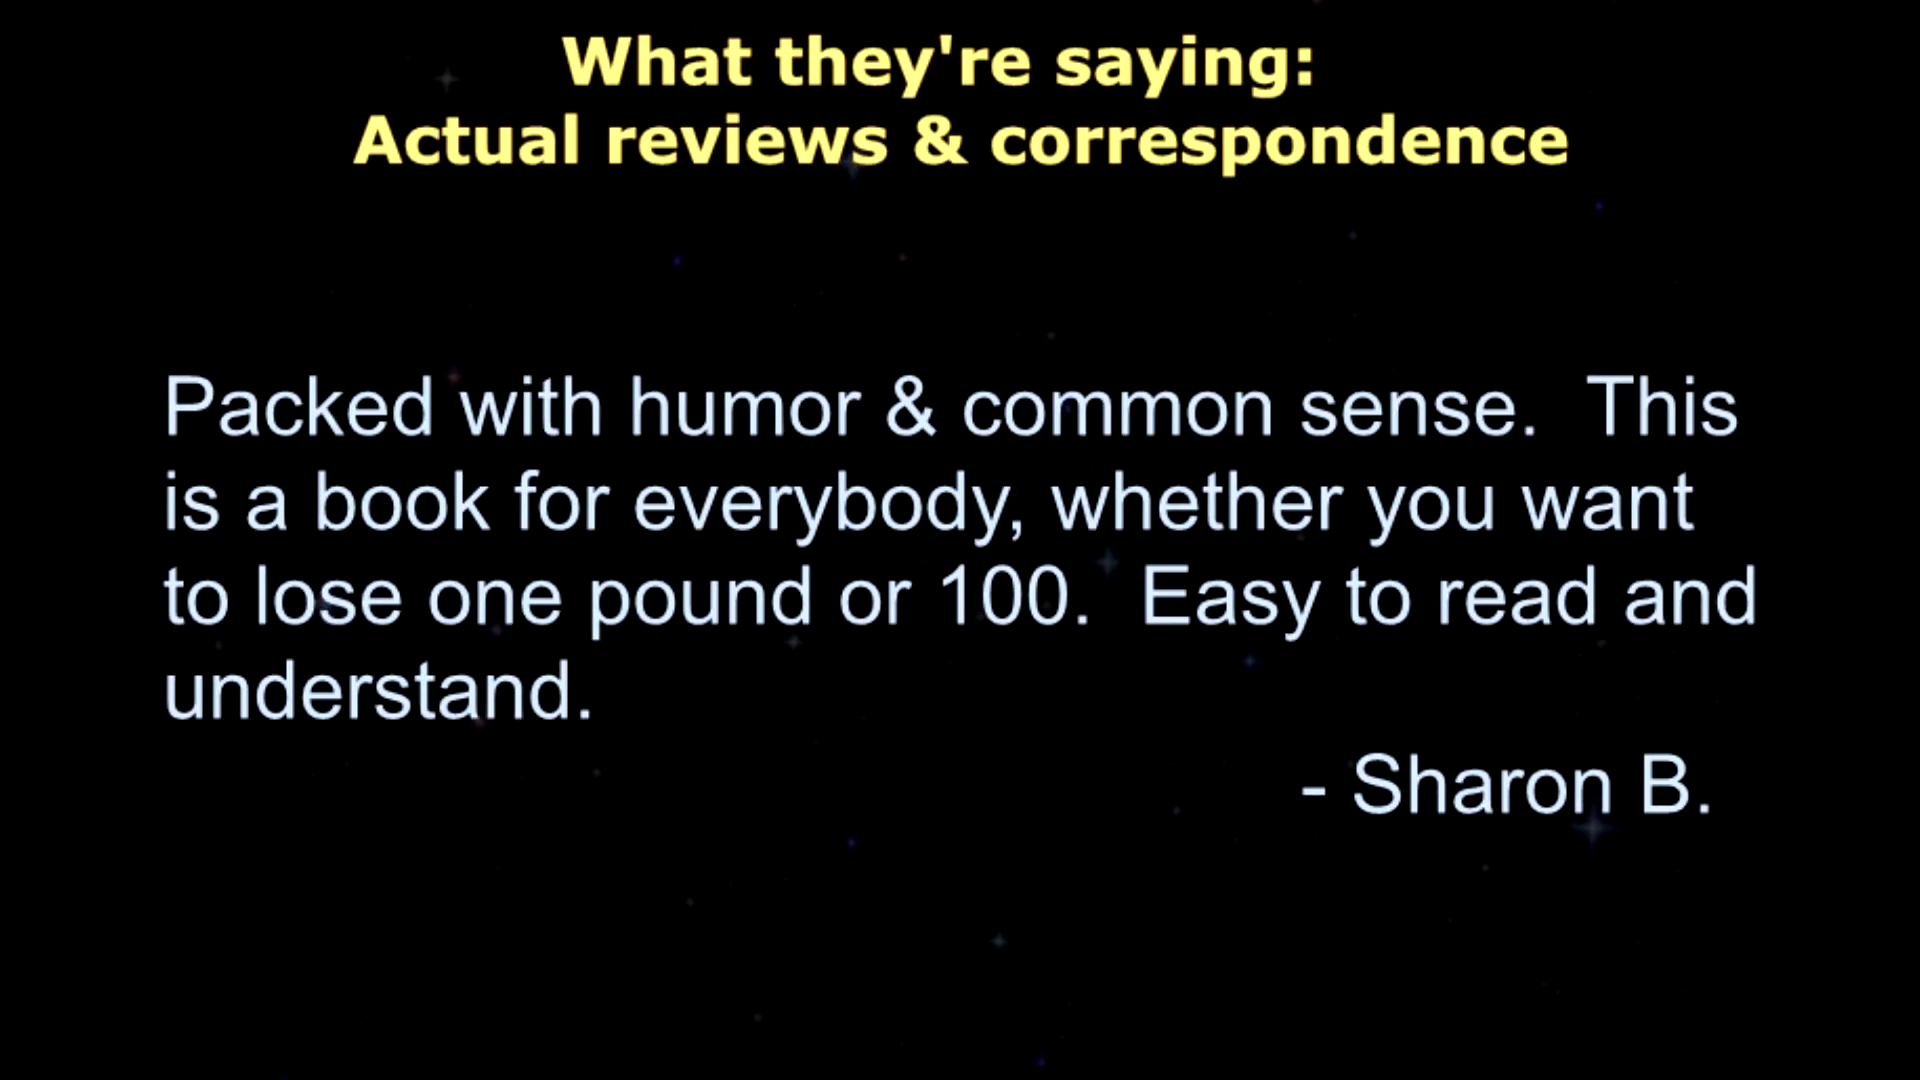 What they're saying:
Actual reviews & correspondence
Packed with humor & common sense.  This
is a book for everybody, whether you want
to lose one pound or 100.  Easy to read and
understand.
- Sharon B.